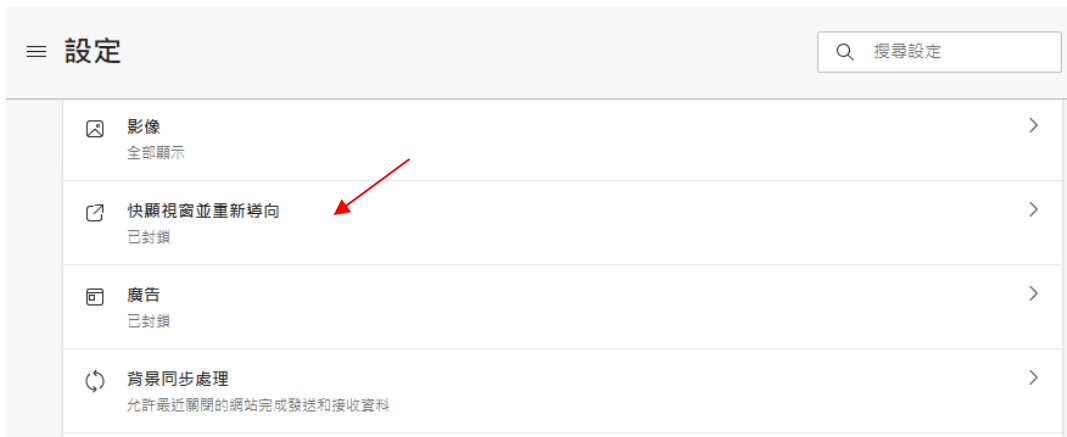 設定
搜尋設定
影像
全部顯示
快顯視窗並重新導向
已封鎖
廣告
已封鎖
背景同步處理
允許最近關閉的網站完成發送和接收資料